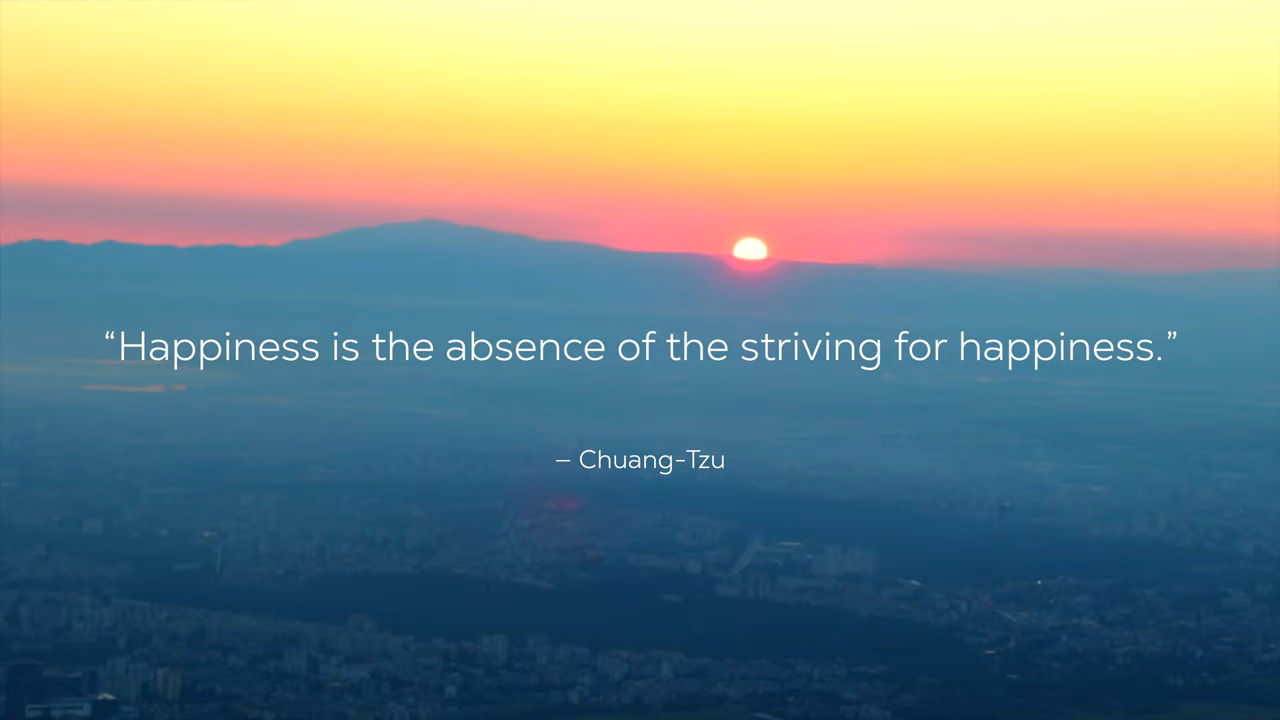 “Happiness is the absence of the striving for happiness.”
– Chuang-Tzu